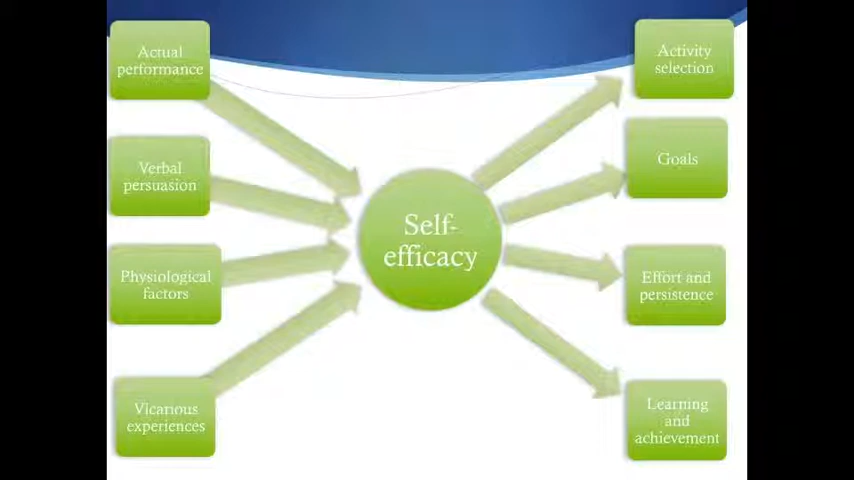 Actual
performance
Verbal
persuasion
Physiological
factors
Vicarious
experiences
Self-
efficacy
Activity
selection
Goals
Effort and
persistence
Learning
and
achievement